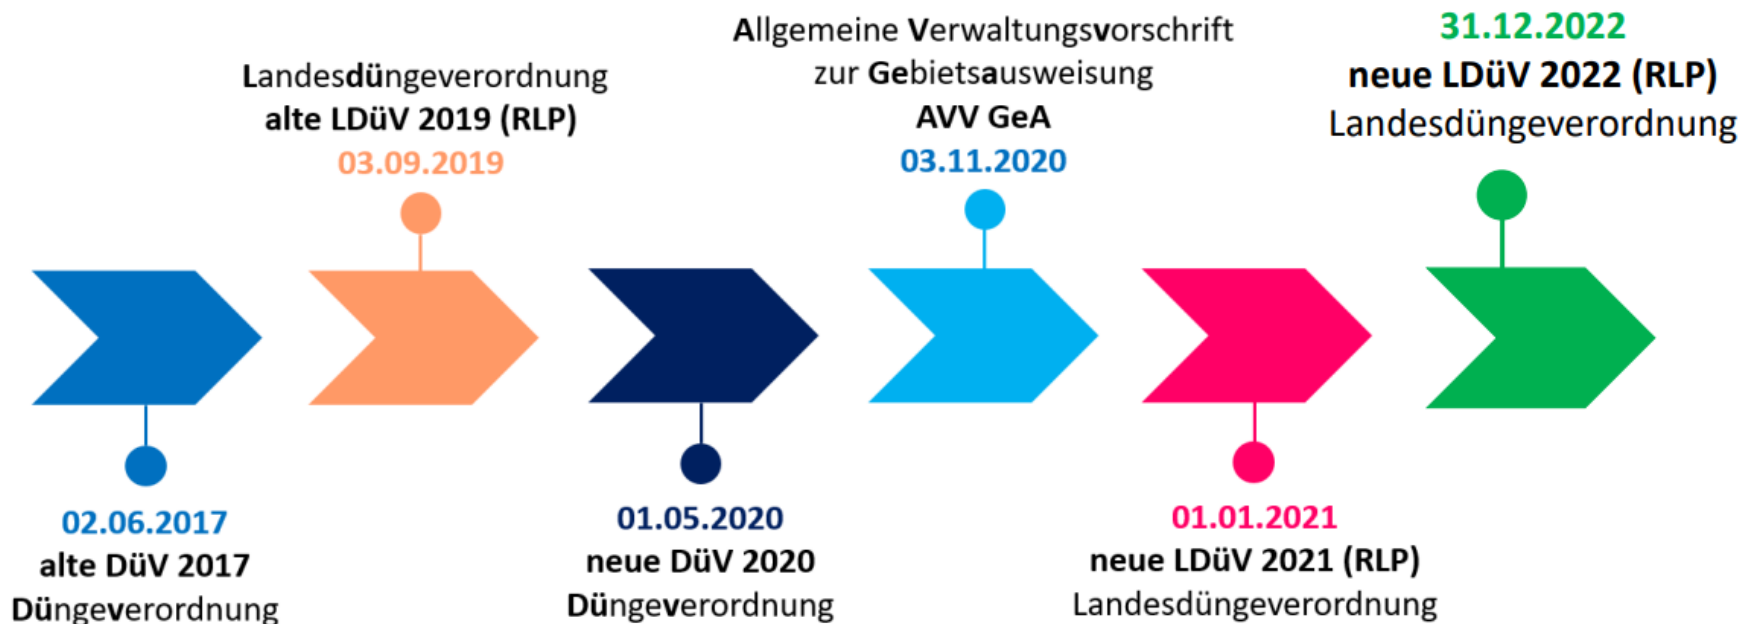 02.06.2017
alte DüV 2017
Düngeverordnung
Landesdüngeverordnung
alte LDüV 2019 (RLP)
03.09.2019
01.05.2020
neue DüV 2020
Düngeverordnung
Allgemeine Verwaltungsvorschrift
zur Gebietsausweisung
AVV GeA
03.11.2020
01.01.2021
neue LDüV 2021 (RLP)
Landesdüngeverordnung
31.12.2022
neue LDüV 2022 (RLP)
Landesdüngeverordnung